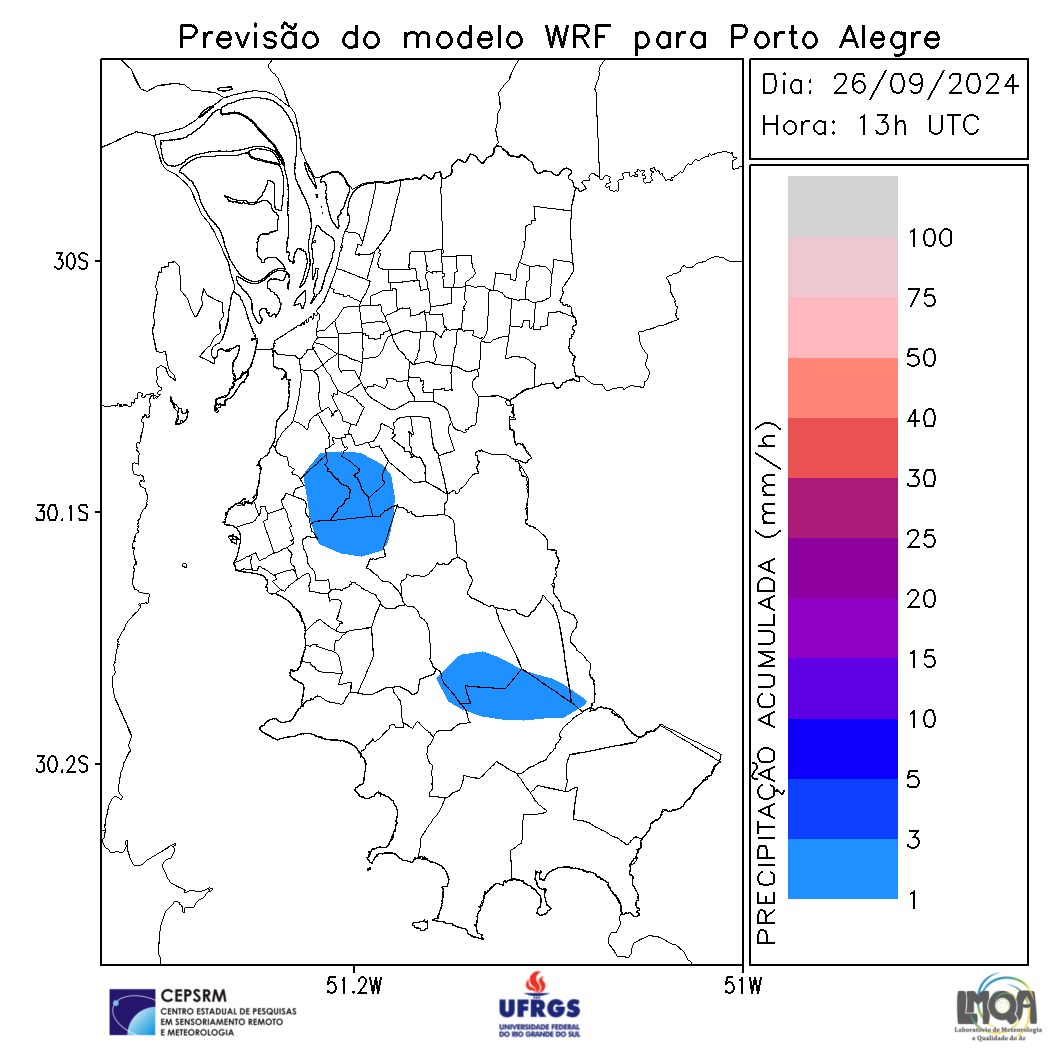 Previsão do modelo WRF para Porto Alegre
Dia: 26/09/2024
Hora: 13h UTC
30S
30.1S
30.2S
51.2W
51W
PRECIPITAÇÃO ACUMULADA (mm/h)
100
75
50
40
30
25
20
15
10
5
3
1
CEPSRM
CENTRO ESTADUAL DE PESQUISAS
EM SENSORIAMENTO REMOTO
E METEOROLOGIA
UFRGS
UNIVERSIDADE FEDERAL
DO RIO GRANDE DO SUL
LMQA
Laboratório de Meteorologia
e Qualidade do Ar